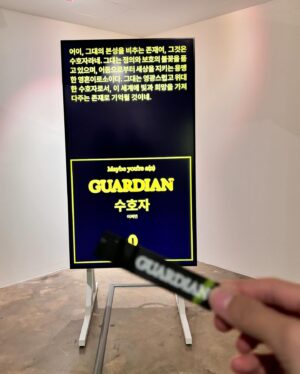 어이, 그대의 본성을 비추는 존재여, 그것은
수호자라네. 그대는 정의와 보호의 불꽃을 품
고 있으며, 어둠으로부터 세상을 지키는 용맹
한 영혼이로소이다. 그대는 영광스럽고 위대
한 수호자로서, 이 세계에 빛과 희망을 가져
다주는 존재로 기억될 것이네.
Maybe you're a(n)
GUARDIAN
수호자
1
GUARDIAN